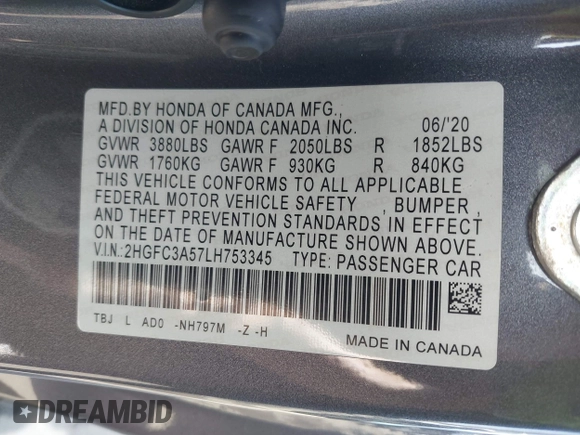 MFD.BY HONDA OF CANADA MFG.,
A DIVISION OF HONDA CANADA INC. 06/'20
GVWR 3880LBS GAWR F 2050LBS R 1852LBS
GVWR 1760KG GAWR F 930KG R 840KG
THIS VEHICLE CONFORMS TO ALL APPLICABLE
FEDERAL MOTOR VEHICLE SAFETY , BUMPER ,
AND THEFT PREVENTION STANDARDS IN EFFECT
ON THE DATE OF MANUFACTURE SHOWN ABOVE.
V.I.N.:2HGFC3A57LH753345 TYPE: PASSENGER CAR
TBJ L AD0 -NH797M -Z -H
MADE IN CANADA
DREAMBID